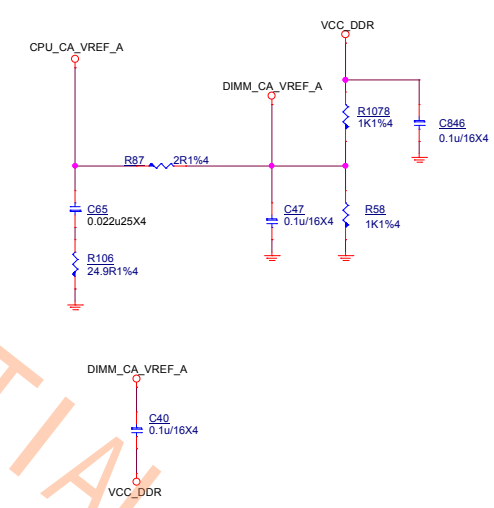 VCC_DDR
CPU_CA_VREF_A
DIMM_CA_VREF_A
R1078
1K1%4
C846
0.1u/16X4
R87 2R1%4
C65
0.022u25X4
C47
0.1u/16X4
R58
1K1%4
R106
24.9R1%4
DIMM_CA_VREF_A
C40
0.1u/16X4
VCC_DDR